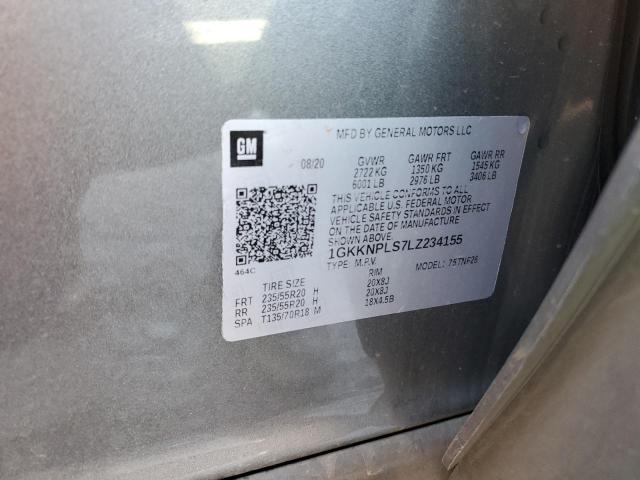 GM
MFD BY GENERAL MOTORS LLC
08/20 GVWR GAWR FRT GAWR RR
2722 KG 1350 KG 1545 KG
6001 LB 2976 LB 3406 LB
THIS VEHICLE CONFORMS TO ALL
APPLICABLE U.S. FEDERAL MOTOR
VEHICLE SAFETY STANDARDS IN EFFECT
ON THE DATE OF MANUFACTURE
SHOWN ABOVE.
1GKKNPLS7LZ234155
464C TYPE: M.P.V. MODEL: 75TNF26
TIRE SIZE RIM
FRT 235/55R20 H 20X8J
RR 235/55R20 H 20X8J
SPA T135/70R18 M 18X4.5B